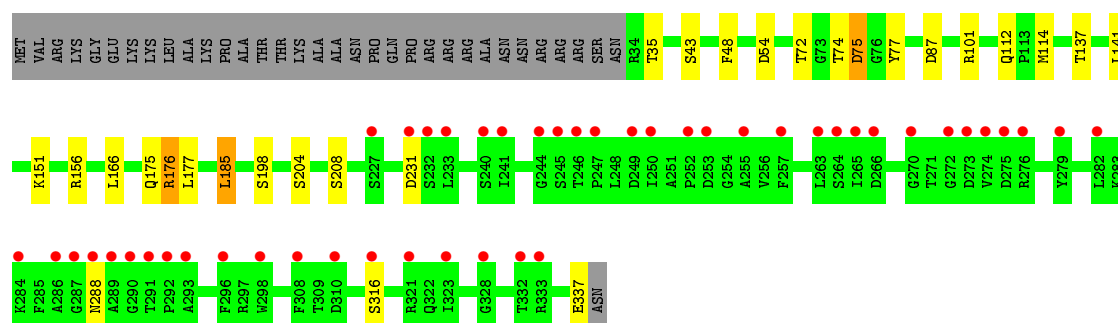 MET VAL ARG LYS GLY GLU LYS LYS LEU ALA LYS PRO ALA THR THR LYS ALA ALA ASN PRO GLN PRO ARG ARG ARG ALA ASN ASN ARG ARG ARG SER ASN R34 T35 S43 F48 D54 T72 G73 T74 D75 G76 Y77 D87 R101 Q112 P113 M114 T137 L141
K151 R156 L166 Q175 R176 L177 L185 S198 S204 S208 S227 D231 S232 L233 S240 I241 G244 S245 T246 P247 L248 D249 I250 A251 P252 D253 G254 A255 V256 F257 L263 S264 I265 D266 G270 T271 G272 D273 V274 D275 R276 Y279 L282 K283
K284 F285 A286 G287 N288 A289 G290 T291 P292 A293 F296 R297 W298 F308 T309 D310 S316 R321 Q322 I323 G328 T332 R333 E337 ASN